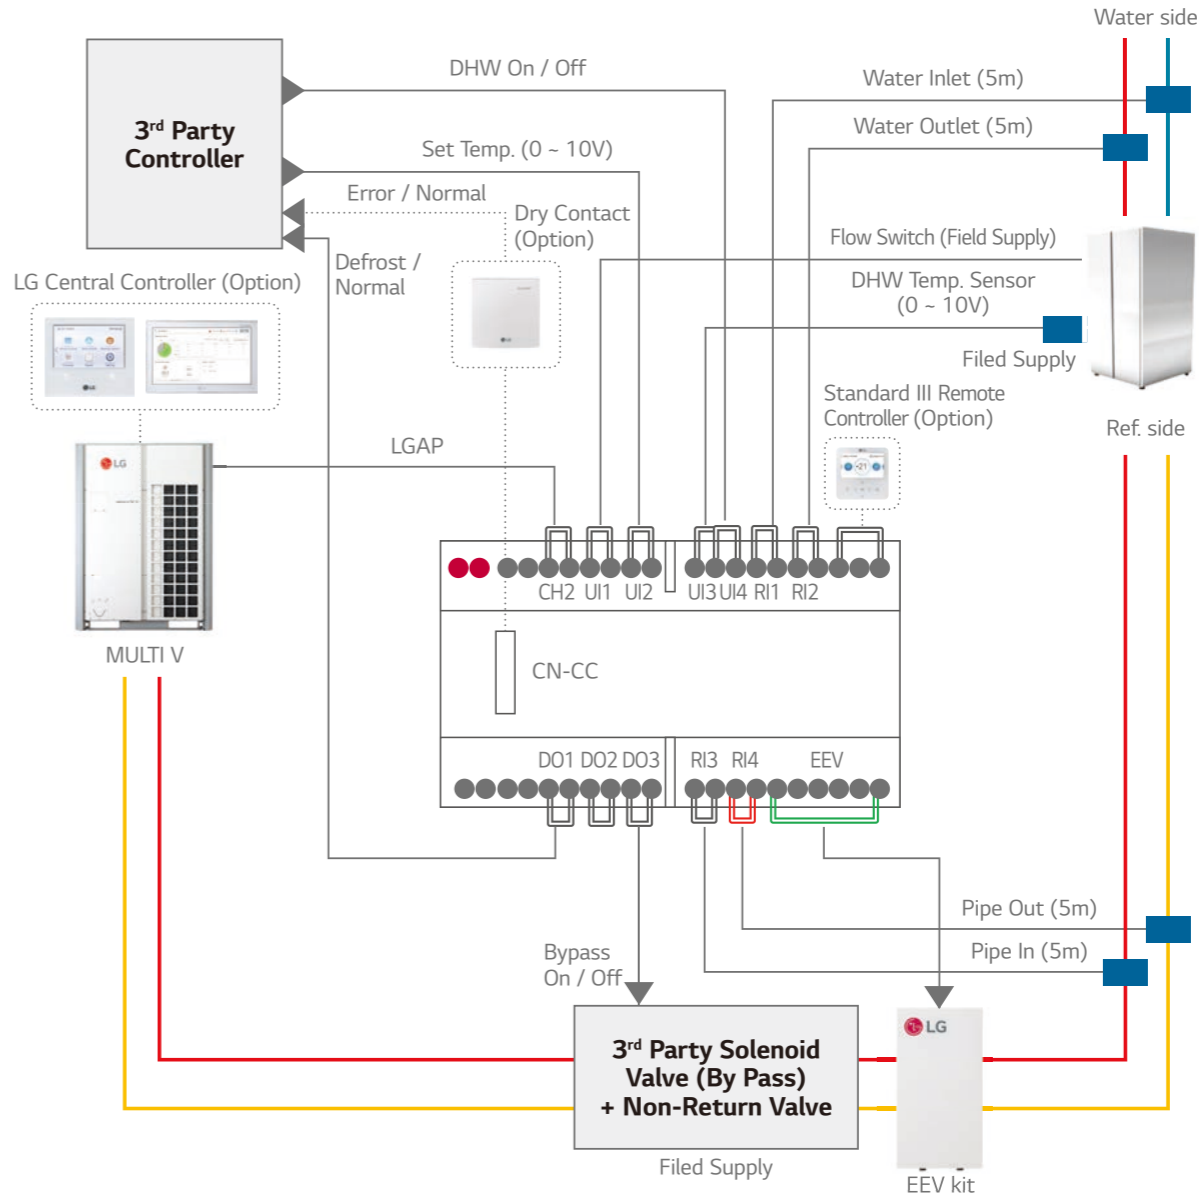 Water side
DHW On / Off
Water Inlet (5m)
3rd Party
Controller
Water Outlet (5m)
Set Temp. (0 ~ 10V)
Error / Normal
Dry Contact
(Option)
Flow Switch (Field Supply)
Defrost /
Normal
LG Central Controller (Option)
DHW Temp. Sensor
(0 ~ 10V)
Filed Supply
LG
LG
Standard III Remote
Controller (Option)
Ref. side
LGAP
LG
MULTI V
CH2 UI1 UI2 UI3 UI4 RI1 RI2
CN-CC
DO1 DO2 DO3 RI3 RI4 EEV
Pipe Out (5m)
Pipe In (5m)
Bypass
On / Off
LG
3rd Party Solenoid
Valve (By Pass)
+ Non-Return Valve
Filed Supply
EEV kit